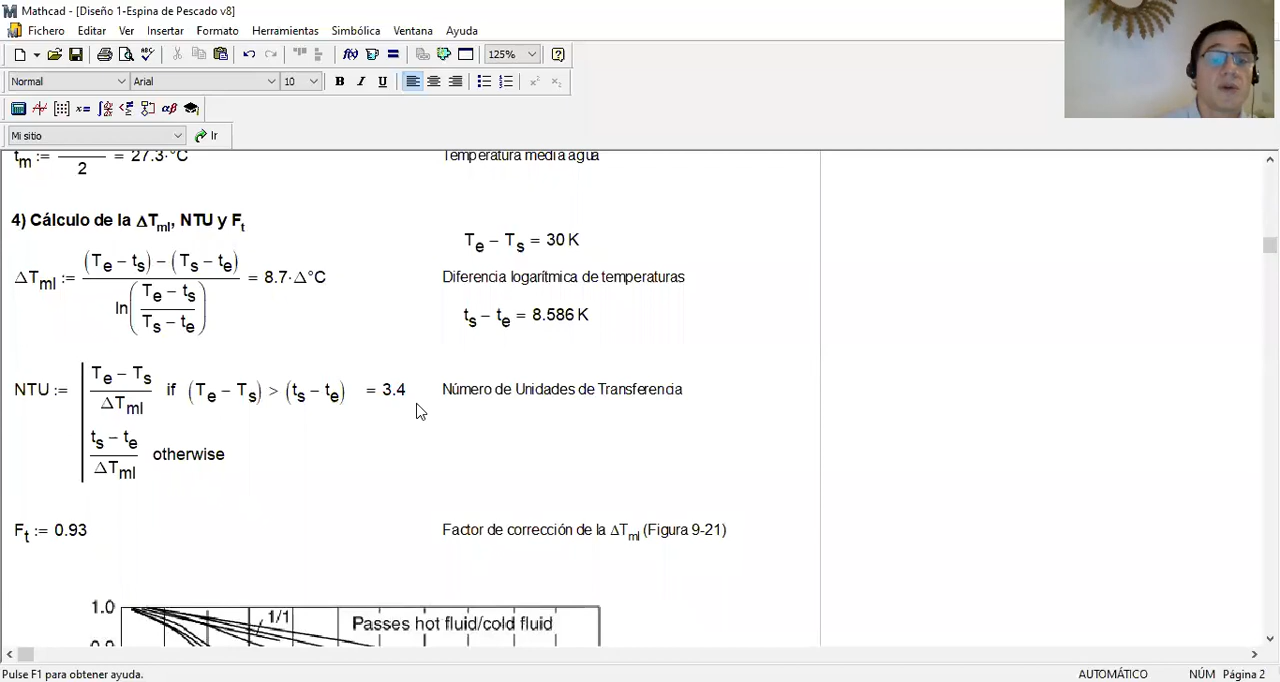 Mathcad - [Diseño 1-Espina de Pescado v8]
Fichero Editar Ver Insertar Formato Herramientas Simbólica Ventana Ayuda
125%
Normal Arial 10 B I U
Mi sitio Ir
t_m := ―― / 2 = 27.3·°C Temperatura media agua
4) Cálculo de la ΔT_ml, NTU y F_t
T_e − T_s = 30 K
ΔT_ml := ((T_e − t_s) − (T_s − t_e)) / ln((T_e − t_s) / (T_s − t_e)) = 8.7·Δ°C Diferencia logarítmica de temperaturas
t_s − t_e = 8.586 K
NTU := (T_e − T_s) / ΔT_ml if (T_e − T_s) > (t_s − t_e) = 3.4 Número de Unidades de Transferencia
(t_s − t_e) / ΔT_ml otherwise
F_t := 0.93 Factor de corrección de la ΔT_ml (Figura 9-21)
1.0 1/1 Passes hot fluid/cold fluid
Pulse F1 para obtener ayuda. AUTOMÁTICO NÚM Página 2